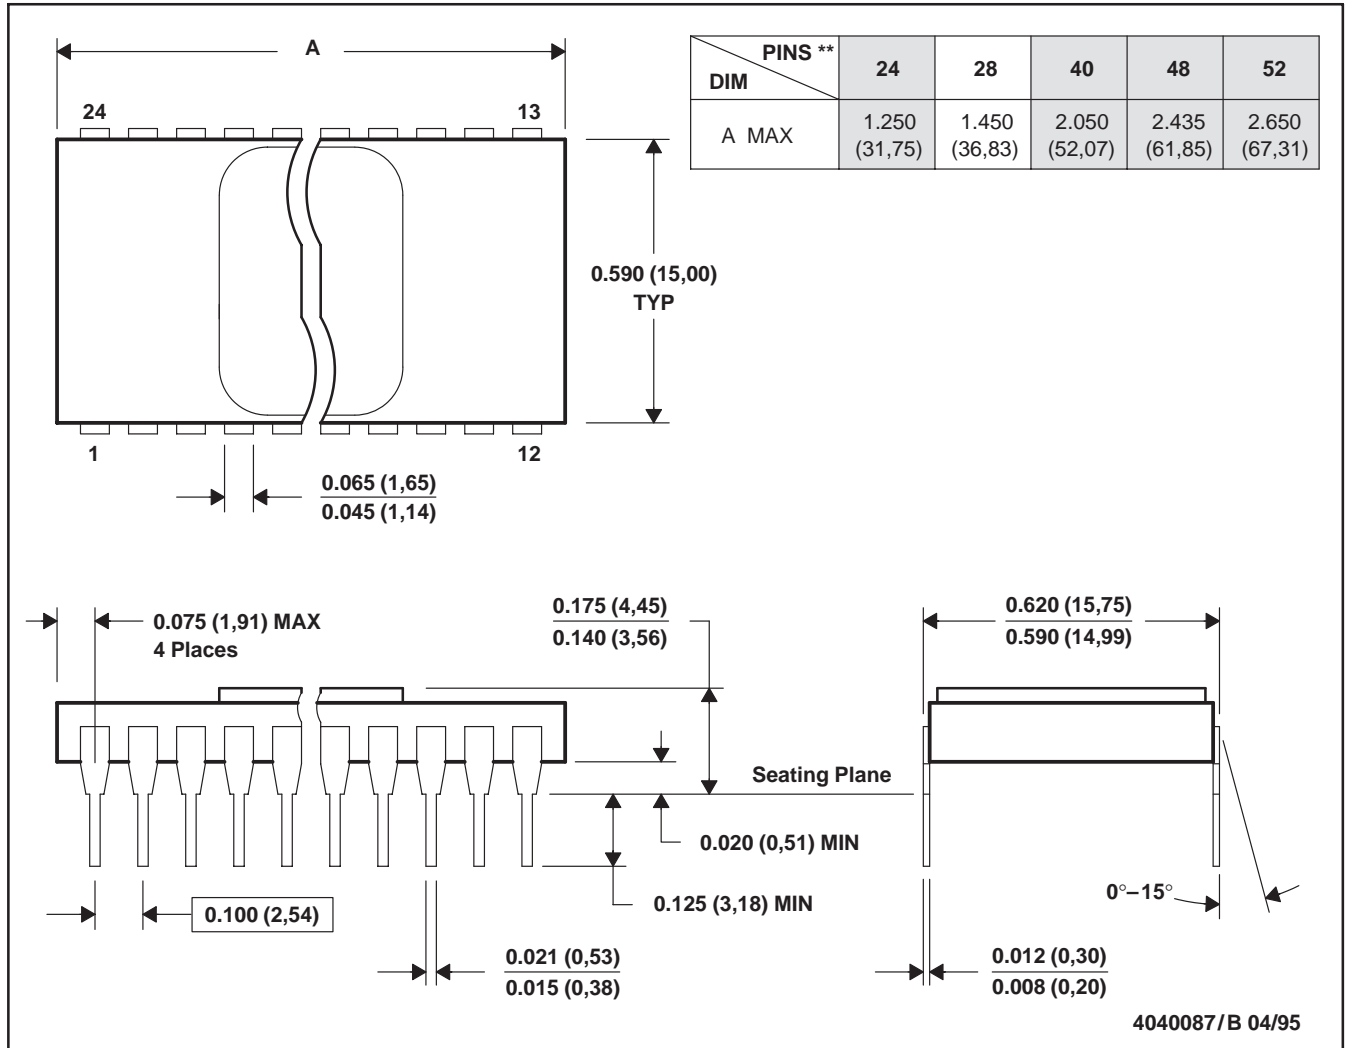 A
PINS **
DIM
24 28 40 48 52
A MAX
1.250 1.450 2.050 2.435 2.650
(31,75) (36,83) (52,07) (61,85) (67,31)
24 13
0.590 (15,00)
TYP
1 12
0.065 (1,65)
0.045 (1,14)
0.075 (1,91) MAX
4 Places
0.175 (4,45)
0.140 (3,56)
0.620 (15,75)
0.590 (14,99)
Seating Plane
0.020 (0,51) MIN
0.125 (3,18) MIN
0°–15°
0.100 (2,54)
0.021 (0,53)
0.015 (0,38)
0.012 (0,30)
0.008 (0,20)
4040087/B 04/95